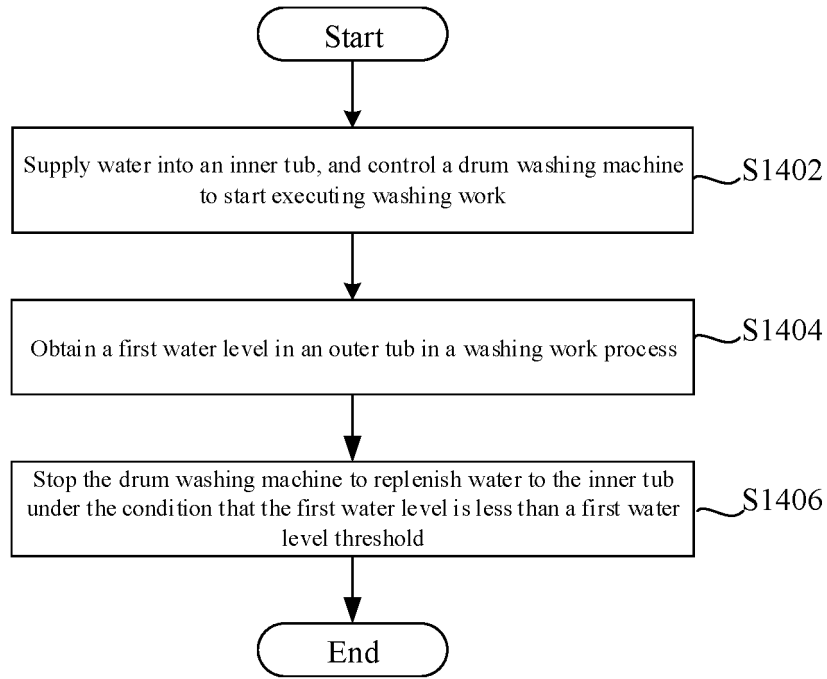 Start
Supply water into an inner tub, and control a drum washing machine
to start executing washing work
S1402
Obtain a first water level in an outer tub in a washing work process
S1404
Stop the drum washing machine to replenish water to the inner tub
under the condition that the first water level is less than a first water
level threshold
S1406
End